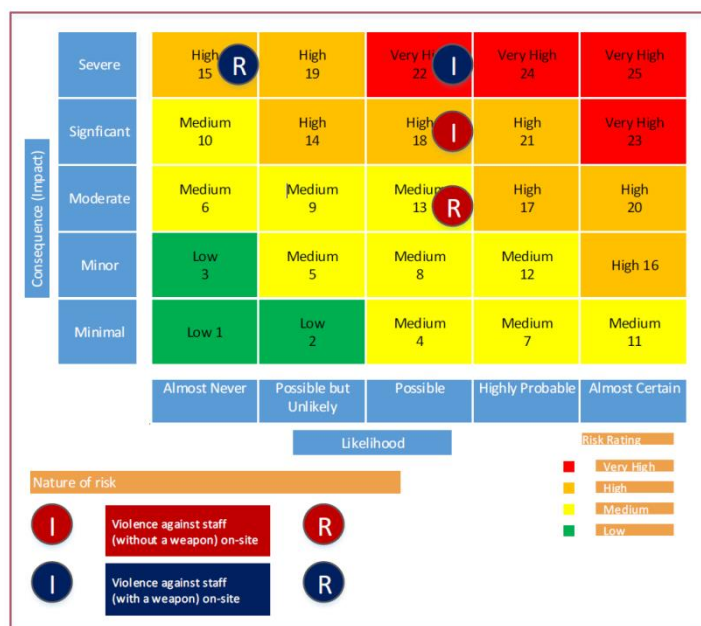 Consequence (Impact)
Severe
High
15
R
High
19
Very Hi
22
I
Very High
24
Very High
25
Signficant
Medium
10
High
14
High
18
I
High
21
Very High
23
Moderate
Medium
6
Medium
9
Medium
13
R
High
17
High
20
Minor
Low
3
Medium
5
Medium
8
Medium
12
High 16
Minimal
Low 1
Low
2
Medium
4
Medium
7
Medium
11
Almost Never
Possible but
Unlikely
Possible
Highly Probable
Almost Certain
Likelihood
Risk Rating
Very High
High
Medium
Low
Nature of risk
I
Violence against staff
(without a weapon) on-site
R
I
Violence against staff
(with a weapon) on-site
R